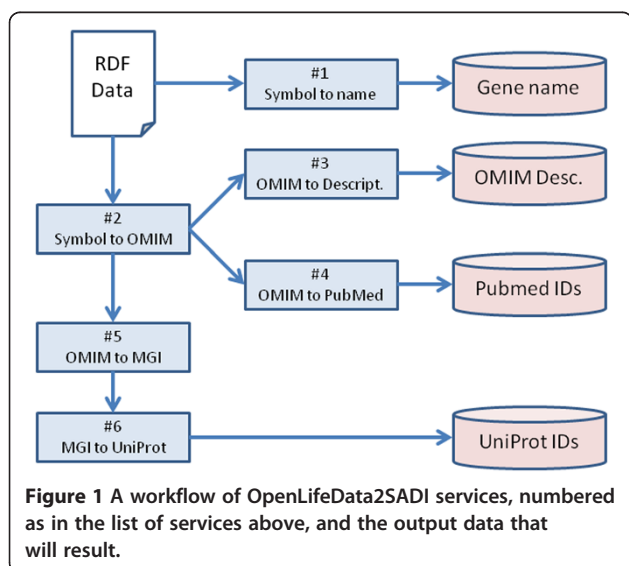 RDF
Data
#1
Symbol to name
Gene name
#3
OMIM to Descript.
OMIM Desc.
#2
Symbol to OMIM
#4
OMIM to PubMed
Pubmed IDs
#5
OMIM to MGI
#6
MGI to UniProt
UniProt IDs
Figure 1 A workflow of OpenLifeData2SADI services, numbered
as in the list of services above, and the output data that
will result.